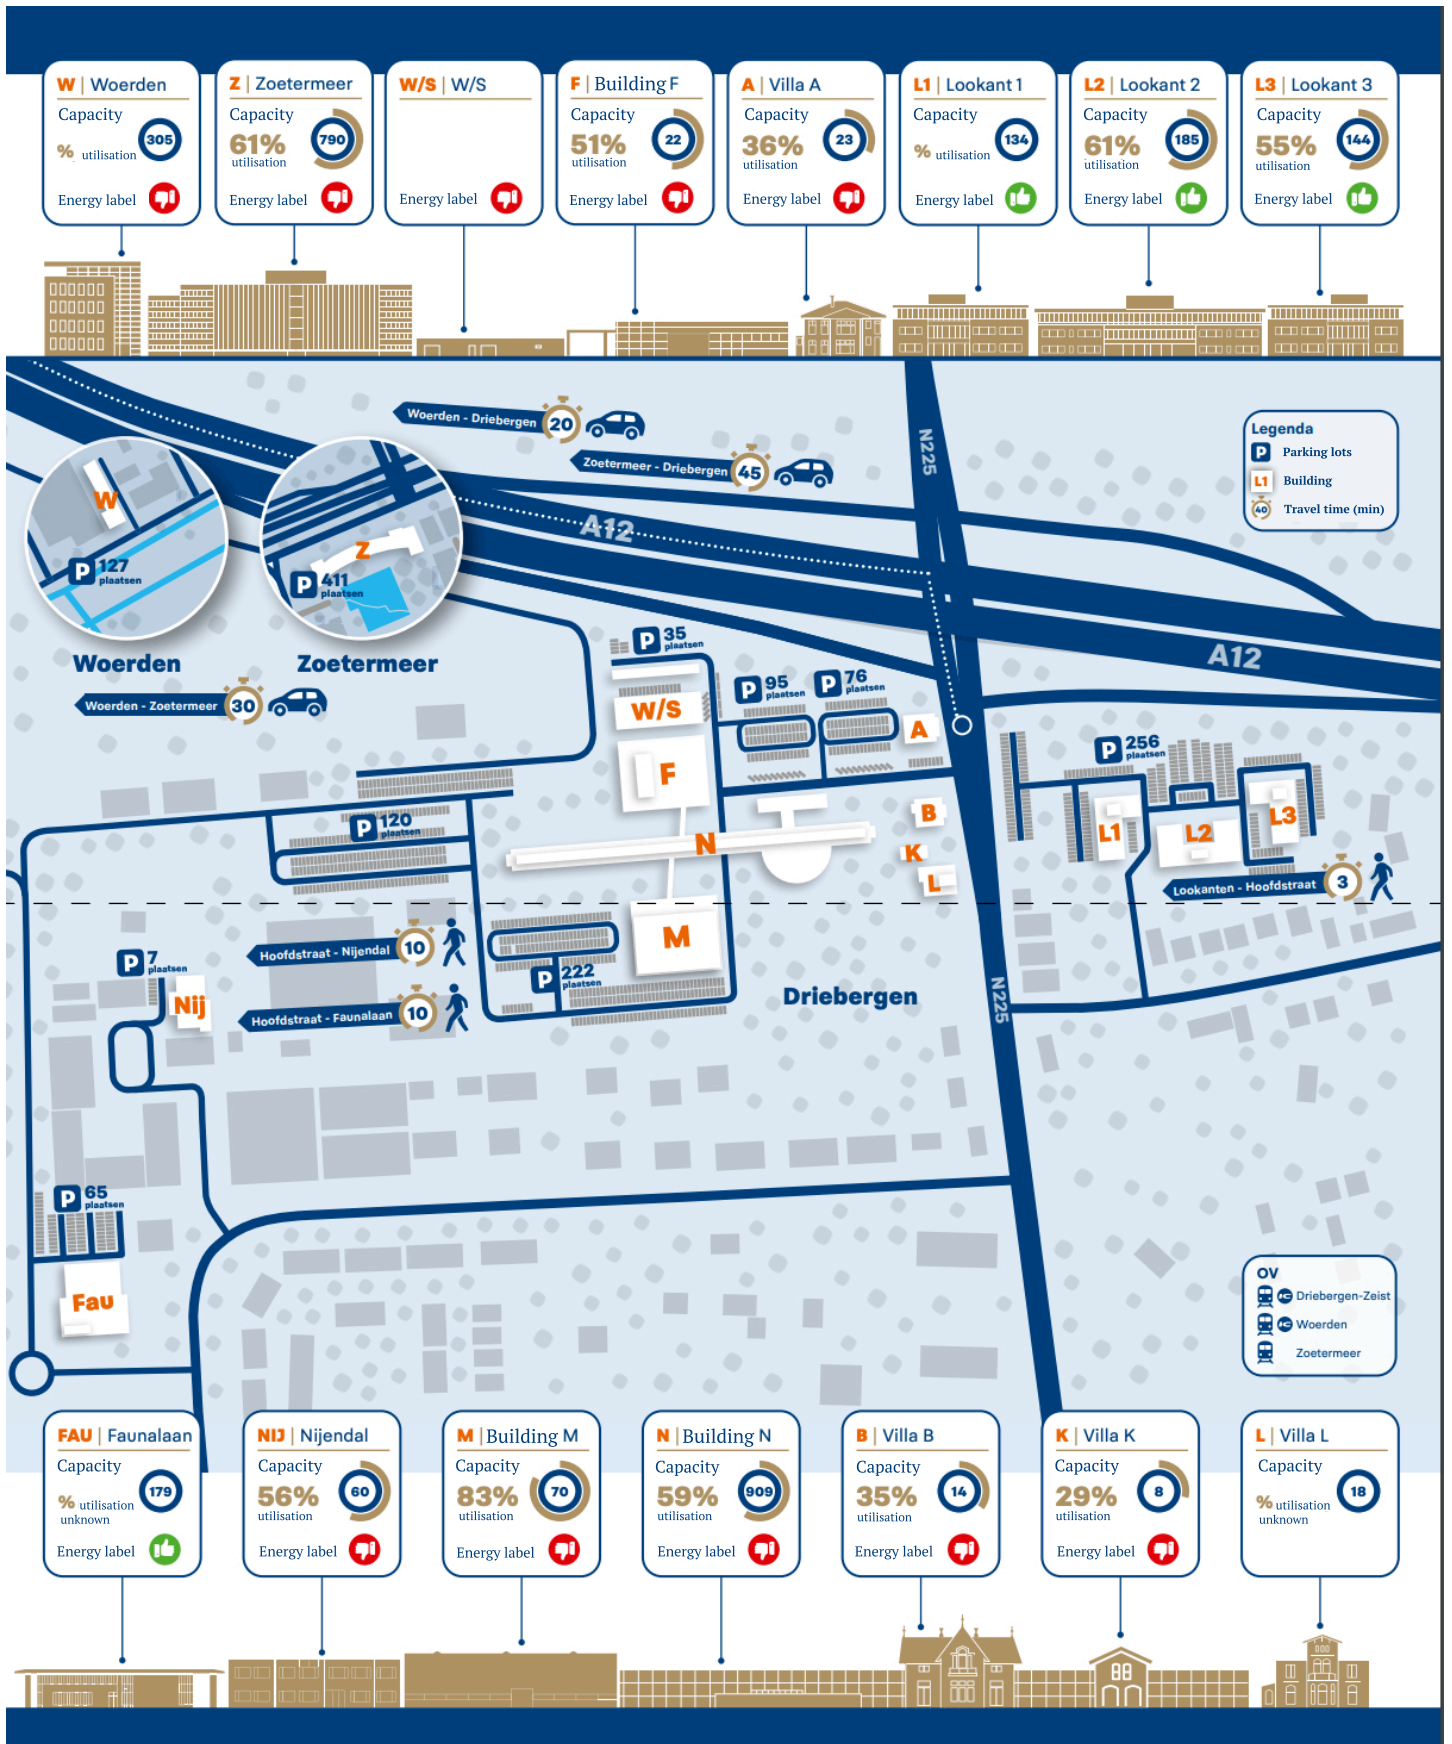 W | Woerden
Capacity
305
% utilisation
Energy label
Z | Zoetermeer
Capacity
61%
790
utilisation
Energy label
W/S | W/S
Energy label
F | Building F
Capacity
51%
22
utilisation
Energy label
A | Villa A
Capacity
36%
23
utilisation
Energy label
L1 | Lookant 1
Capacity
134
% utilisation
Energy label
L2 | Lookant 2
Capacity
61%
185
utilisation
Energy label
L3 | Lookant 3
Capacity
55%
144
utilisation
Energy label
Woerden - Driebergen 20
Zoetermeer - Driebergen 45
N225
Legenda
P Parking lots
L1 Building
40 Travel time (min)
A12
W
P 127
plaatsen
Woerden
Z
P 411
plaatsen
Zoetermeer
Woerden - Zoetermeer 30
A12
P 35
plaatsen
P 95
plaatsen
P 76
plaatsen
W/S
A
F
P 256
plaatsen
B
N
K
L
L1
L2
L3
P 120
plaatsen
Lookanten - Hoofdstraat 3
M
Hoofdstraat - Nijendal 10
P 222
plaatsen
P 7
plaatsen
Nij
Hoofdstraat - Faunalaan 10
Driebergen
N225
P 65
plaatsen
Fau
OV
Driebergen-Zeist
Woerden
Zoetermeer
FAU | Faunalaan
Capacity
179
% utilisation
unknown
Energy label
NIJ | Nijendal
Capacity
56%
60
utilisation
Energy label
M | Building M
Capacity
83%
70
utilisation
Energy label
N | Building N
Capacity
59%
909
utilisation
Energy label
B | Villa B
Capacity
35%
14
utilisation
Energy label
K | Villa K
Capacity
29%
8
utilisation
Energy label
L | Villa L
Capacity
18
% utilisation
unknown